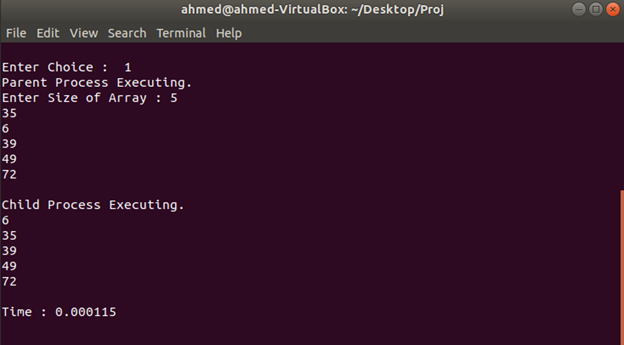 ahmed@ahmed-VirtualBox: ~/Desktop/Proj
File Edit View Search Terminal Help
Enter Choice :  1
Parent Process Executing.
Enter Size of Array : 5
35
6
39
49
72
Child Process Executing.
6
35
39
49
72
Time : 0.000115